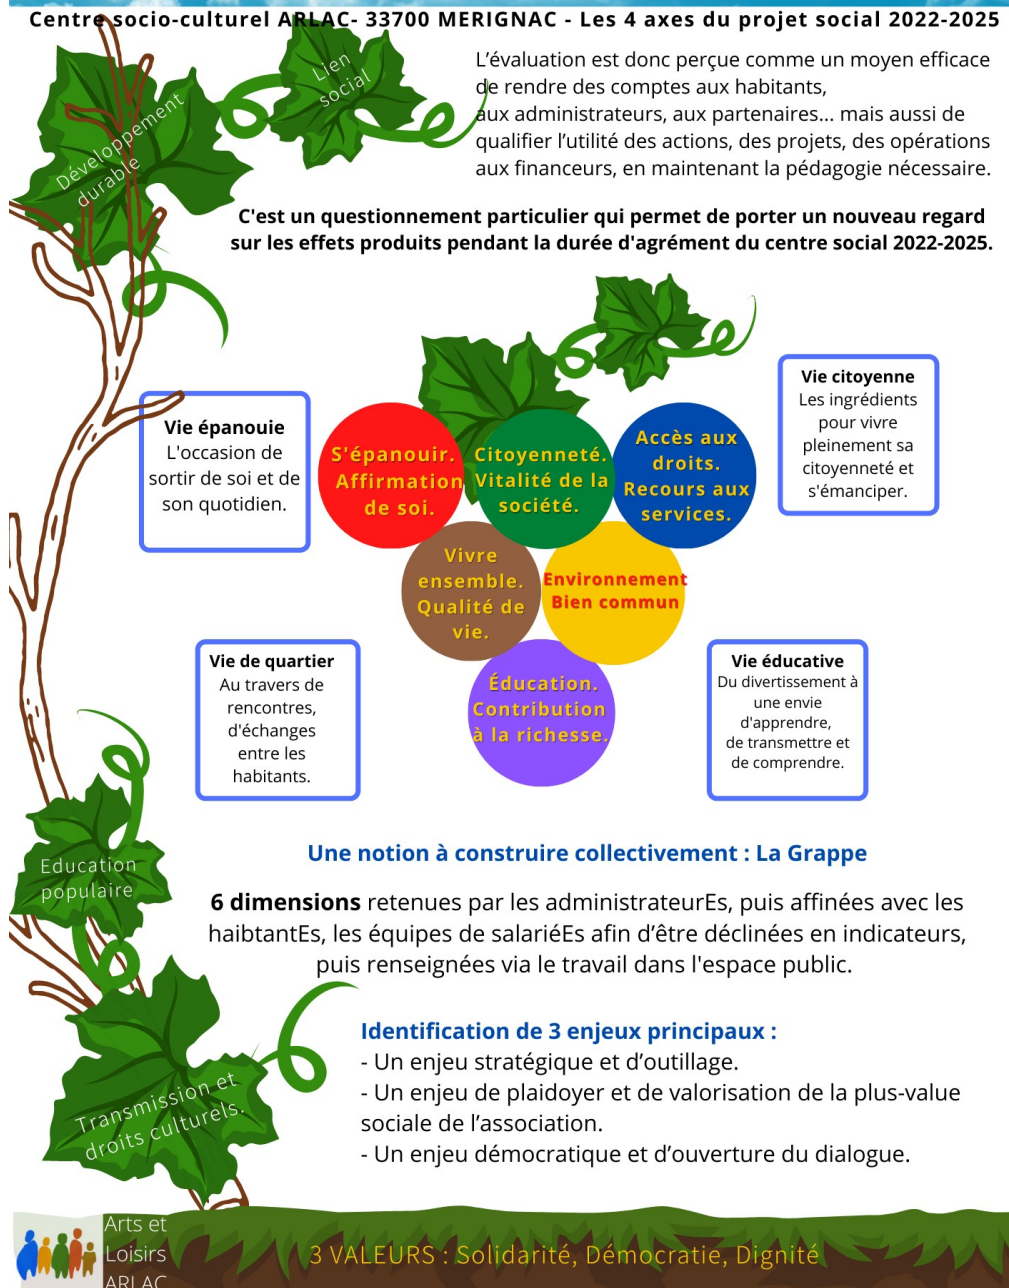 Centre socio-culturel ARLAC- 33700 MERIGNAC - Les 4 axes du projet social 2022-2025
Lien
social
Développement
durable
L’évaluation est donc perçue comme un moyen efficace
de rendre des comptes aux habitants,
aux administrateurs, aux partenaires... mais aussi de
qualifier l’utilité des actions, des projets, des opérations
aux financeurs, en maintenant la pédagogie nécessaire.
C'est un questionnement particulier qui permet de porter un nouveau regard
sur les effets produits pendant la durée d'agrément du centre social 2022-2025.
Vie épanouie
L'occasion de
sortir de soi et de
son quotidien.
S'épanouir.
Affirmation
de soi.
Citoyenneté.
Vitalité de la
société.
Accès aux
droits.
Recours aux
services.
Vie citoyenne
Les ingrédients
pour vivre
pleinement sa
citoyenneté et
s'émanciper.
Vivre
ensemble.
Qualité de
vie.
Environnement
Bien commun
Vie de quartier
Au travers de
rencontres,
d'échanges
entre les
habitants.
Éducation.
Contribution
à la richesse.
Vie éducative
Du divertissement à
une envie
d'apprendre,
de transmettre et
de comprendre.
Education
populaire
Une notion à construire collectivement : La Grappe
6 dimensions retenues par les administrateurEs, puis affinées avec les
haibtantEs, les équipes de salariéEs afin d’être déclinées en indicateurs,
puis renseignées via le travail dans l'espace public.
Transmission et
droits culturels.
Identification de 3 enjeux principaux :
- Un enjeu stratégique et d’outillage.
- Un enjeu de plaidoyer et de valorisation de la plus-value
sociale de l’association.
- Un enjeu démocratique et d’ouverture du dialogue.
Arts et
Loisirs
ARLAC
3 VALEURS : Solidarité, Démocratie, Dignité